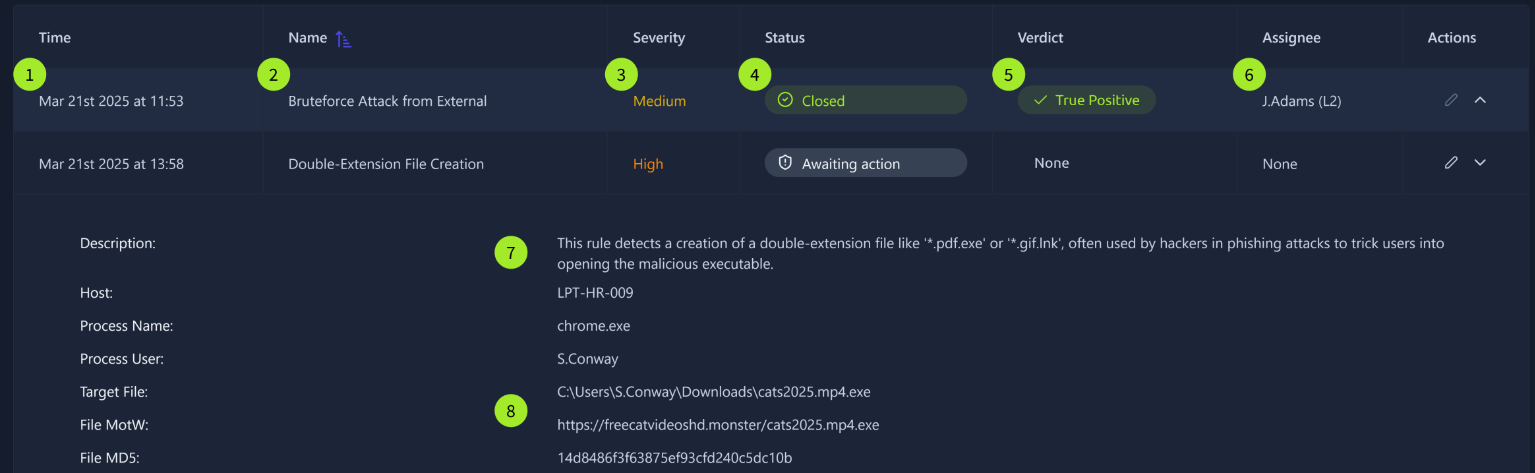 Time Name Severity Status Verdict Assignee Actions
1 2 3 4 5 6
Mar 21st 2025 at 11:53 Bruteforce Attack from External Medium Closed True Positive J.Adams (L2)
Mar 21st 2025 at 13:58 Double-Extension File Creation High Awaiting action None None
Description: 7 This rule detects a creation of a double-extension file like '*.pdf.exe' or '*.gif.lnk', often used by hackers in phishing attacks to trick users into
opening the malicious executable.
Host: LPT-HR-009
Process Name: chrome.exe
Process User: S.Conway
Target File: C:\Users\S.Conway\Downloads\cats2025.mp4.exe
8
File MotW: https://freecatvideoshd.monster/cats2025.mp4.exe
File MD5: 14d8486f3f63875ef93cfd240c5dc10b